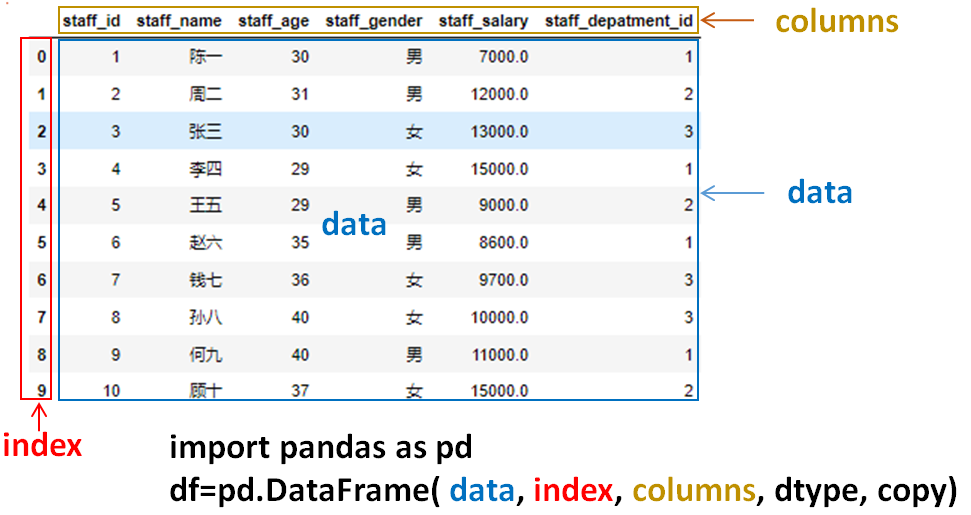 staff_id staff_name staff_age staff_gender staff_salary staff_depatment_id
columns
0 1 陈一 30 男 7000.0 1
1 2 周二 31 男 12000.0 2
2 3 张三 30 女 13000.0 3
3 4 李四 29 女 15000.0 1
data
4 5 王五 29 男 9000.0 2
data
5 6 赵六 35 男 8600.0 1
6 7 钱七 36 女 9700.0 3
7 8 孙八 40 女 10000.0 3
8 9 何九 40 男 11000.0 1
9 10 顾十 37 女 15000.0 2
index
import pandas as pd
df=pd.DataFrame( data, index, columns, dtype, copy)